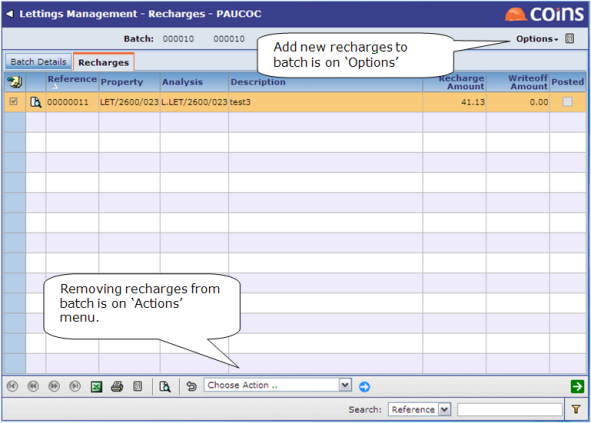 Lettings Management - Recharges - PAUCOC
coins
Batch: 000010 000010
Options
Add new recharges to
batch is on ‘Options’
Batch Details Recharges
Reference Property Analysis Description Recharge Amount Writeoff Amount Posted
00000011 LET/2600/023 L.LET/2600/023 test3 41.13 0.00
Removing recharges from
batch is on ‘Actions’
menu.
Choose Action ..
Search: Reference